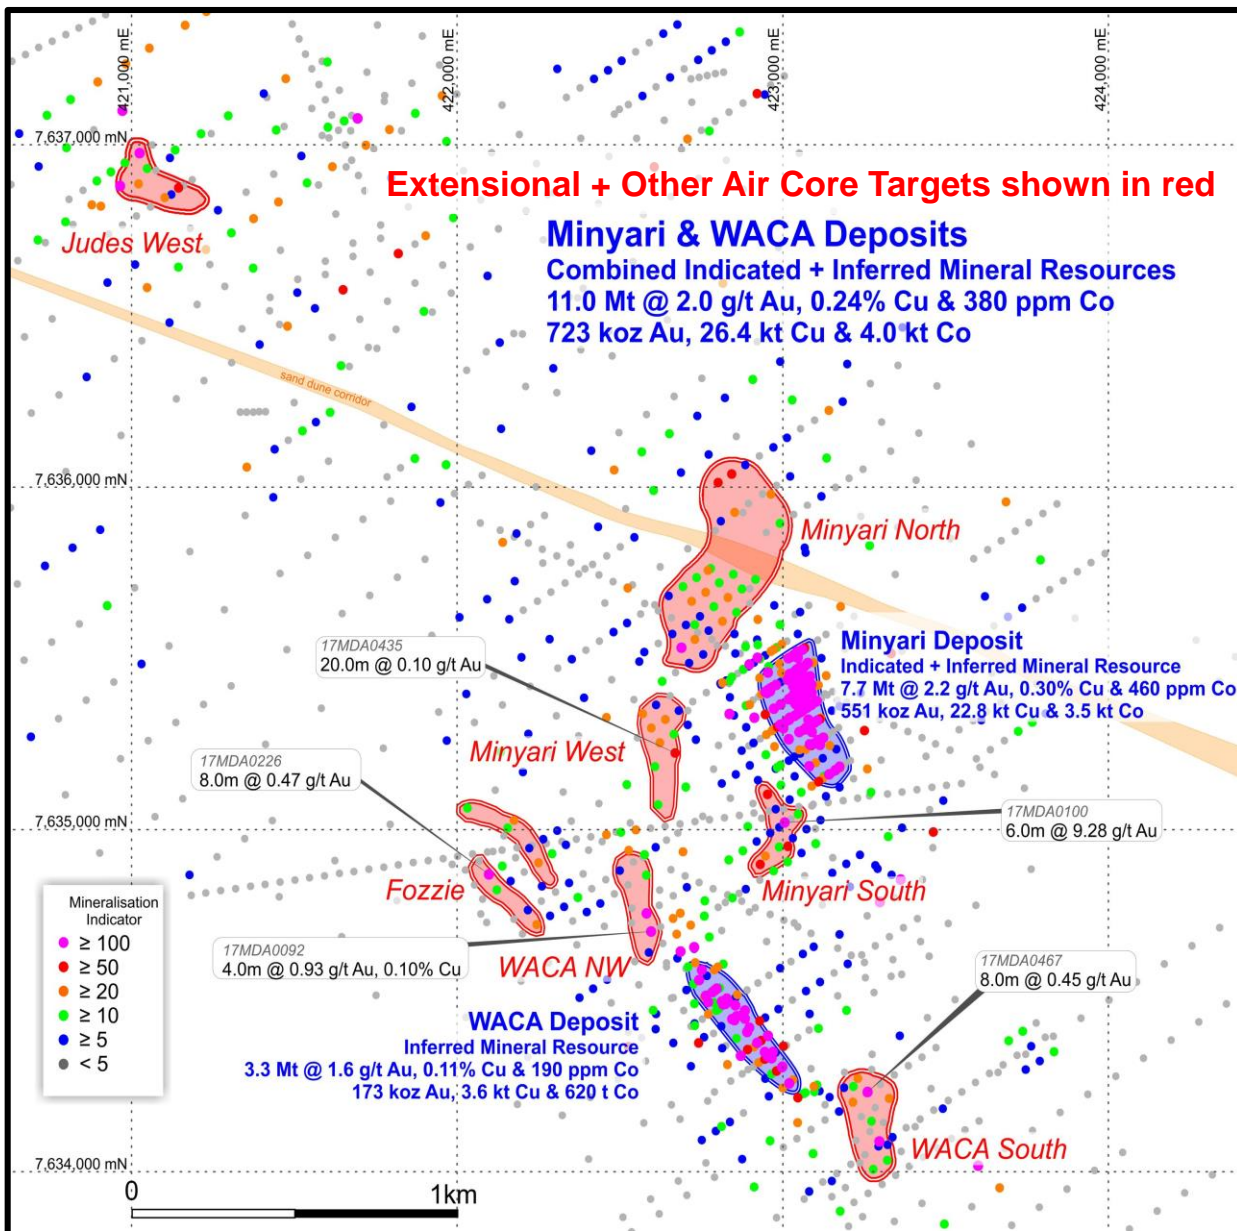 421,000 mE
422,000 mE
423,000 mE
424,000 mE
7,637,000 mN
Extensional + Other Air Core Targets shown in red
Judes West
Minyari & WACA Deposits
Combined Indicated + Inferred Mineral Resources
11.0 Mt @ 2.0 g/t Au, 0.24% Cu & 380 ppm Co
723 koz Au, 26.4 kt Cu & 4.0 kt Co
sand dune corridor
7,636,000 mN
Minyari North
17MDA0435
20.0m @ 0.10 g/t Au
Minyari Deposit
Indicated + Inferred Mineral Resource
7.7 Mt @ 2.2 g/t Au, 0.30% Cu & 460 ppm Co
551 koz Au, 22.8 kt Cu & 3.5 kt Co
Minyari West
17MDA0226
8.0m @ 0.47 g/t Au
17MDA0100
6.0m @ 9.28 g/t Au
7,635,000 mN
Fozzie
Minyari South
Mineralisation
Indicator
≥ 100
≥ 50
≥ 20
≥ 10
≥ 5
< 5
17MDA0092
4.0m @ 0.93 g/t Au, 0.10% Cu
WACA NW
17MDA0467
8.0m @ 0.45 g/t Au
WACA Deposit
Inferred Mineral Resource
3.3 Mt @ 1.6 g/t Au, 0.11% Cu & 190 ppm Co
173 koz Au, 3.6 kt Cu & 620 t Co
WACA South
7,634,000 mN
0
1km